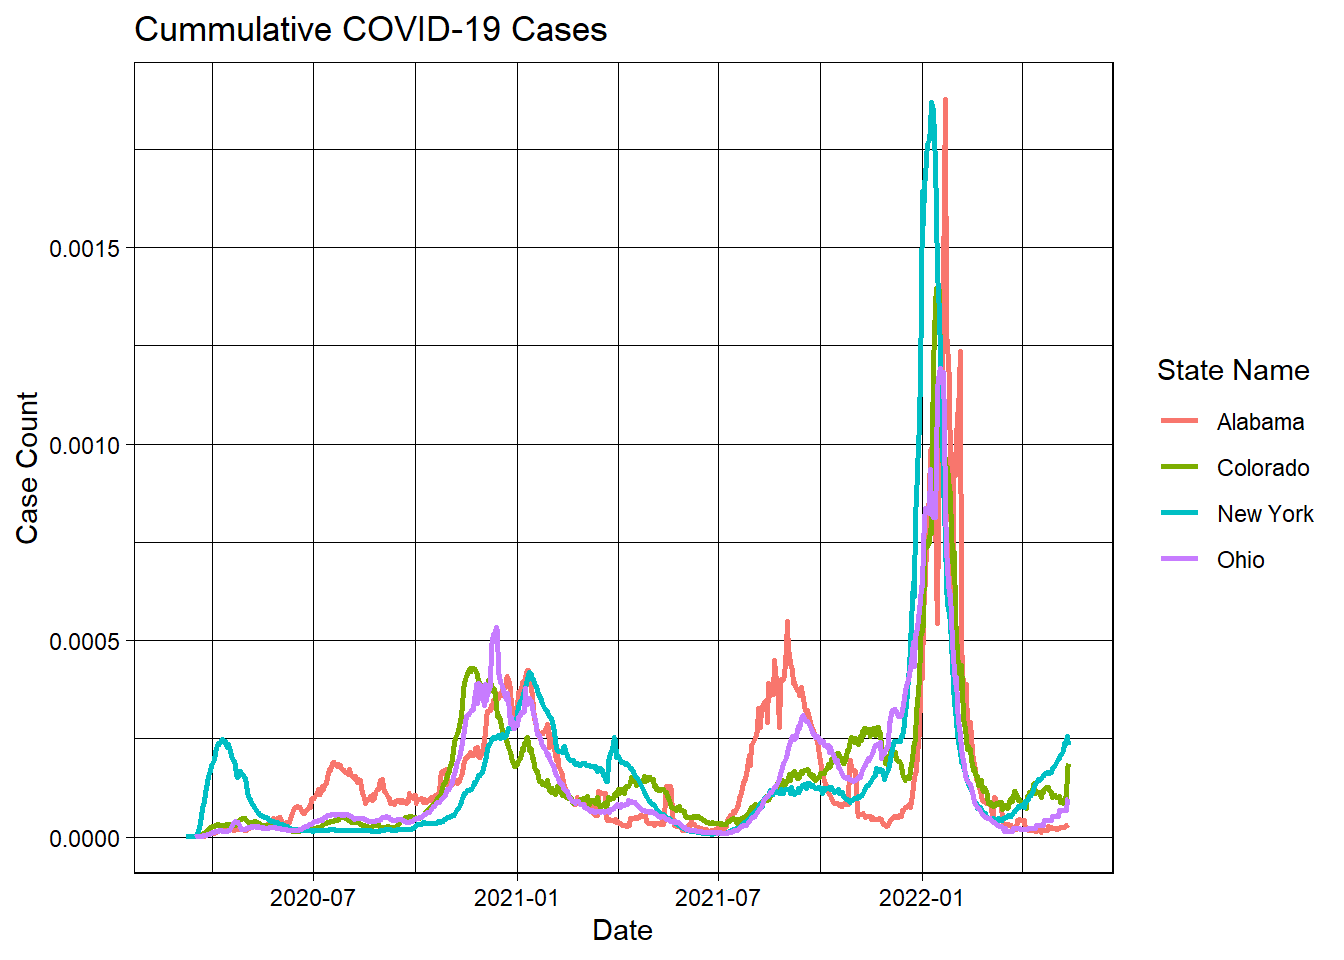 Cummulative COVID-19 Cases
0.0015
0.0010
0.0005
0.0000
Case Count
2020-07
2021-01
2021-07
2022-01
Date
State Name
Alabama
Colorado
New York
Ohio